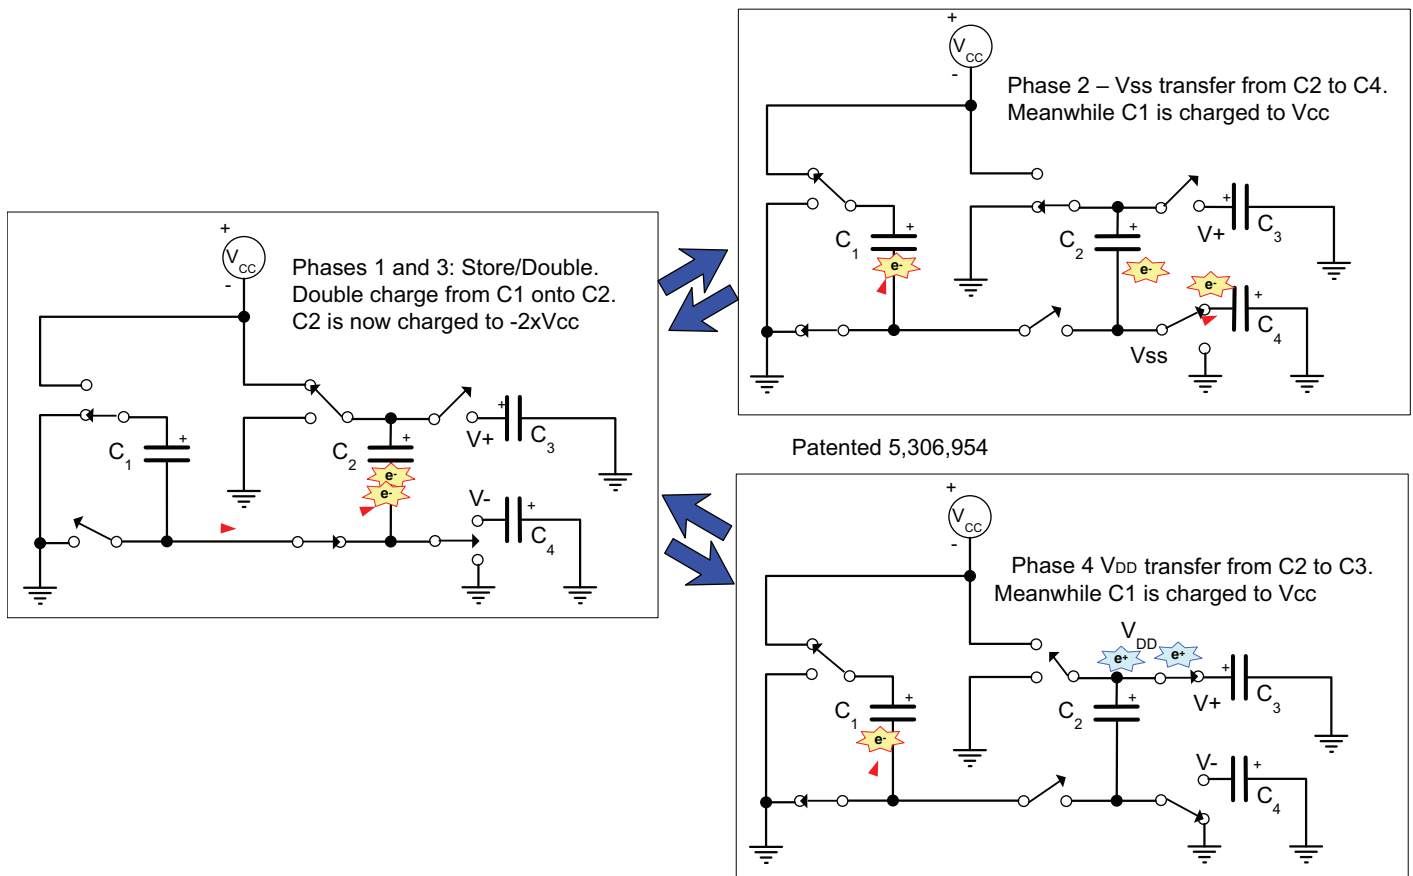 +
VCC
-
Phases 1 and 3: Store/Double.
Double charge from C1 onto C2.
C2 is now charged to -2xVcc
C1
+
C2
+
e-
e-
V+
+
C3
V-
+
C4
+
VCC
-
Phase 2 – Vss transfer from C2 to C4.
Meanwhile C1 is charged to Vcc
C1
+
e-
C2
+
e-
V+
+
C3
e-
+
C4
Vss
Patented 5,306,954
+
VCC
-
Phase 4 VDD transfer from C2 to C3.
Meanwhile C1 is charged to Vcc
VDD
e+
e+
C1
+
e-
C2
+
V+
+
C3
V-
+
C4